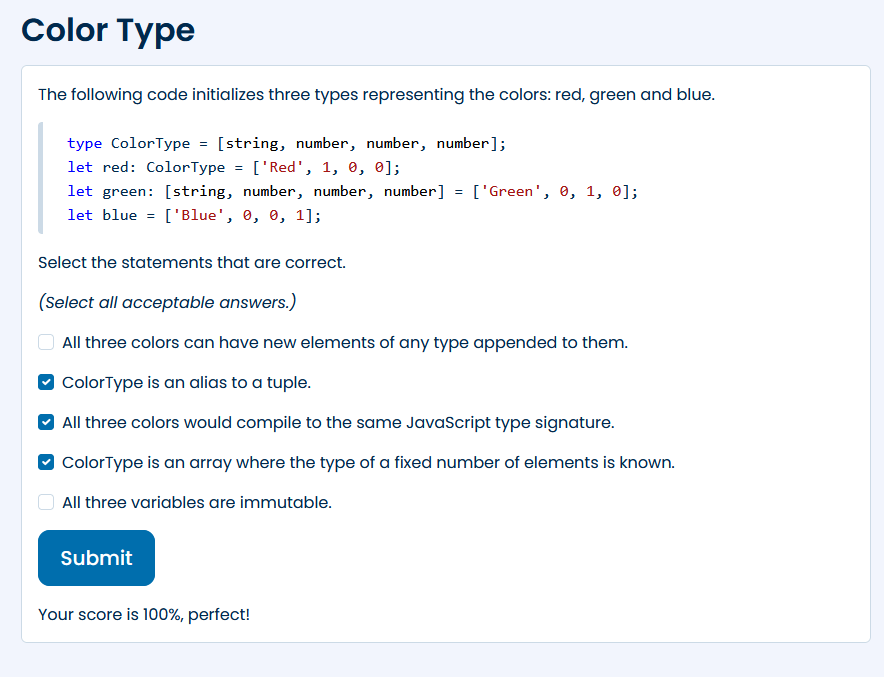 Color Type
The following code initializes three types representing the colors: red, green and blue.
type ColorType = [string, number, number, number];
let red: ColorType = ['Red', 1, 0, 0];
let green: [string, number, number, number] = ['Green', 0, 1, 0];
let blue = ['Blue', 0, 0, 1];
Select the statements that are correct.
(Select all acceptable answers.)
All three colors can have new elements of any type appended to them.
ColorType is an alias to a tuple.
All three colors would compile to the same JavaScript type signature.
ColorType is an array where the type of a fixed number of elements is known.
All three variables are immutable.
Submit
Your score is 100%, perfect!